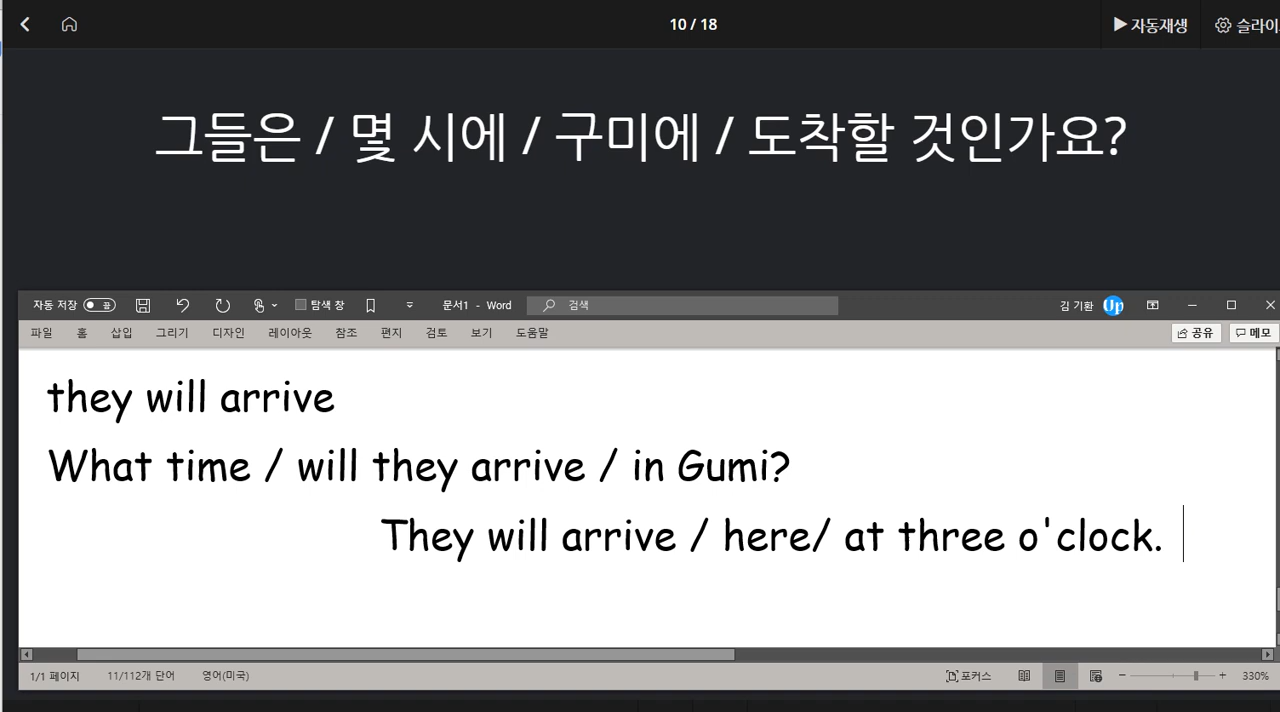 10 / 18
▶ 자동재생
슬라이
그들은 / 몇 시에 / 구미에 / 도착할 것인가요?
자동 저장 끔 탐색 창 문서1 - Word 검색 김 기환 Up
파일 홈 삽입 그리기 디자인 레이아웃 참조 편지 검토 보기 도움말 공유 메모
they will arrive
What time / will they arrive / in Gumi?
They will arrive / here/ at three o'clock.
1/1 페이지 11/112개 단어 영어(미국) 포커스 - + 330%